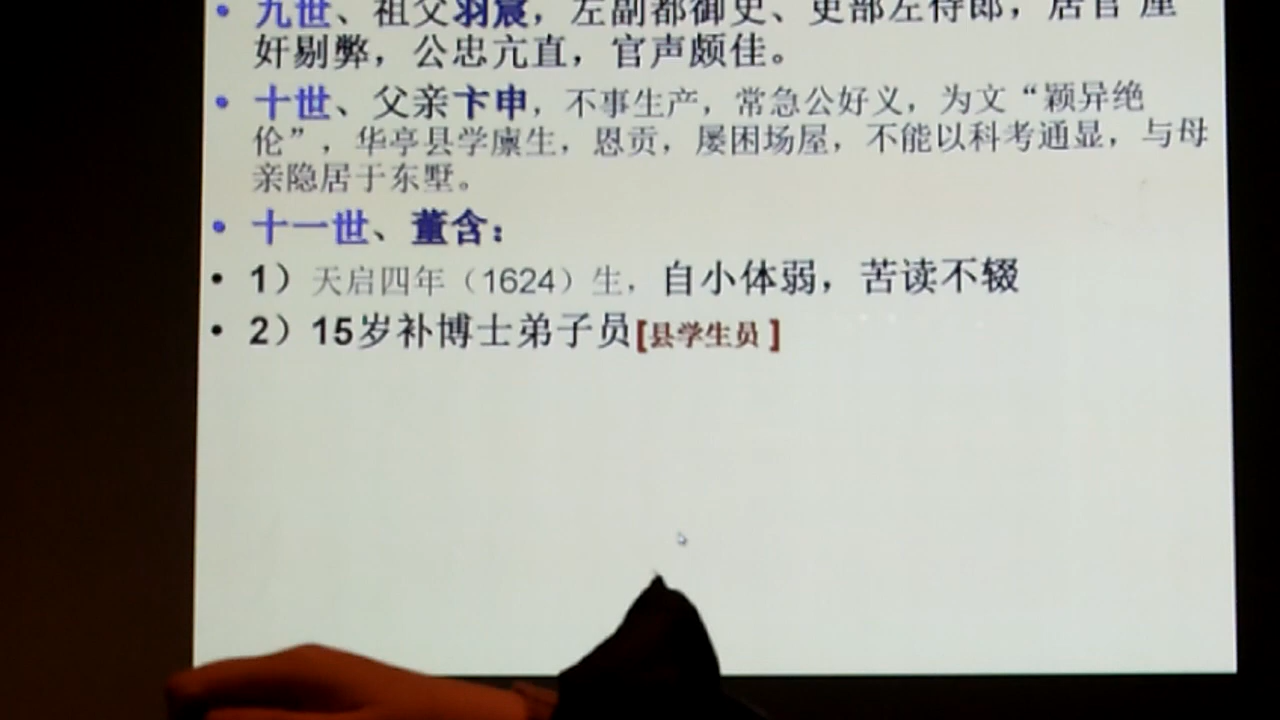 • 九世、祖父羽宸，左副都御史、吏部左侍郎，居官 厘
奸剔弊，公忠亢直，官声颇佳。
• 十世、父亲卞申，不事生产，常急公好义，为文“颖异绝
伦”，华亭县学廪生，恩贡，屡困场屋，不能以科考通显，与母
亲隐居于东墅。
• 十一世、董含：
• 1）天启四年（1624）生，自小体弱，苦读不辍
• 2）15岁补博士弟子员[县学生员 ]